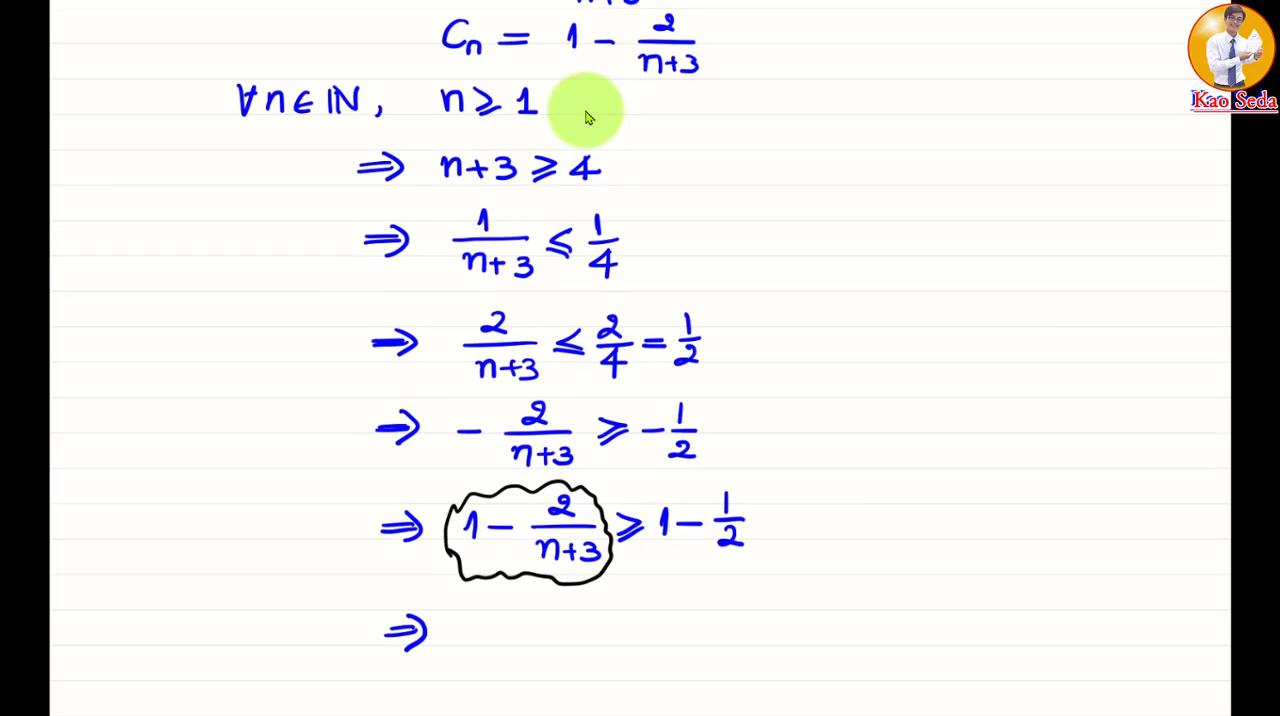 Cₙ = 1 - 2/(n+3)
∀n∈ℕ, n ⩾ 1
⇒ n+3 ⩾ 4
⇒ 1/(n+3) ⩽ 1/4
⇒ 2/(n+3) ⩽ 2/4 = 1/2
⇒ - 2/(n+3) ⩾ - 1/2
⇒ 1 - 2/(n+3) ⩾ 1 - 1/2
⇒
Kao Seda